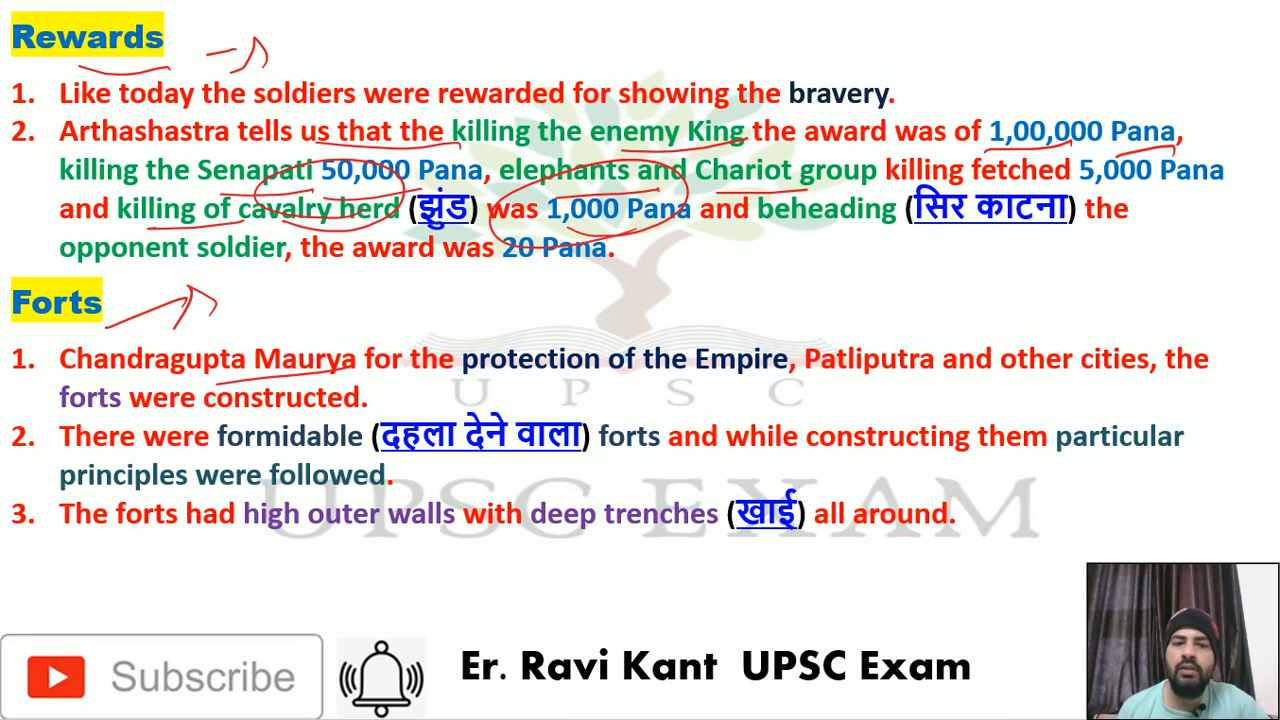 Rewards
1. Like today the soldiers were rewarded for showing the bravery.
2. Arthashastra tells us that the killing the enemy King the award was of 1,00,000 Pana,
killing the Senapati 50,000 Pana, elephants and Chariot group killing fetched 5,000 Pana
and killing of cavalry herd (झुंड) was 1,000 Pana and beheading (सिर काटना) the
opponent soldier, the award was 20 Pana.
Forts
1. Chandragupta Maurya for the protection of the Empire, Patliputra and other cities, the
forts were constructed.
2. There were formidable (दहला देने वाला) forts and while constructing them particular
principles were followed.
3. The forts had high outer walls with deep trenches (खाई) all around.
UPSC
UPSC EXAM
Subscribe
Er. Ravi Kant UPSC Exam